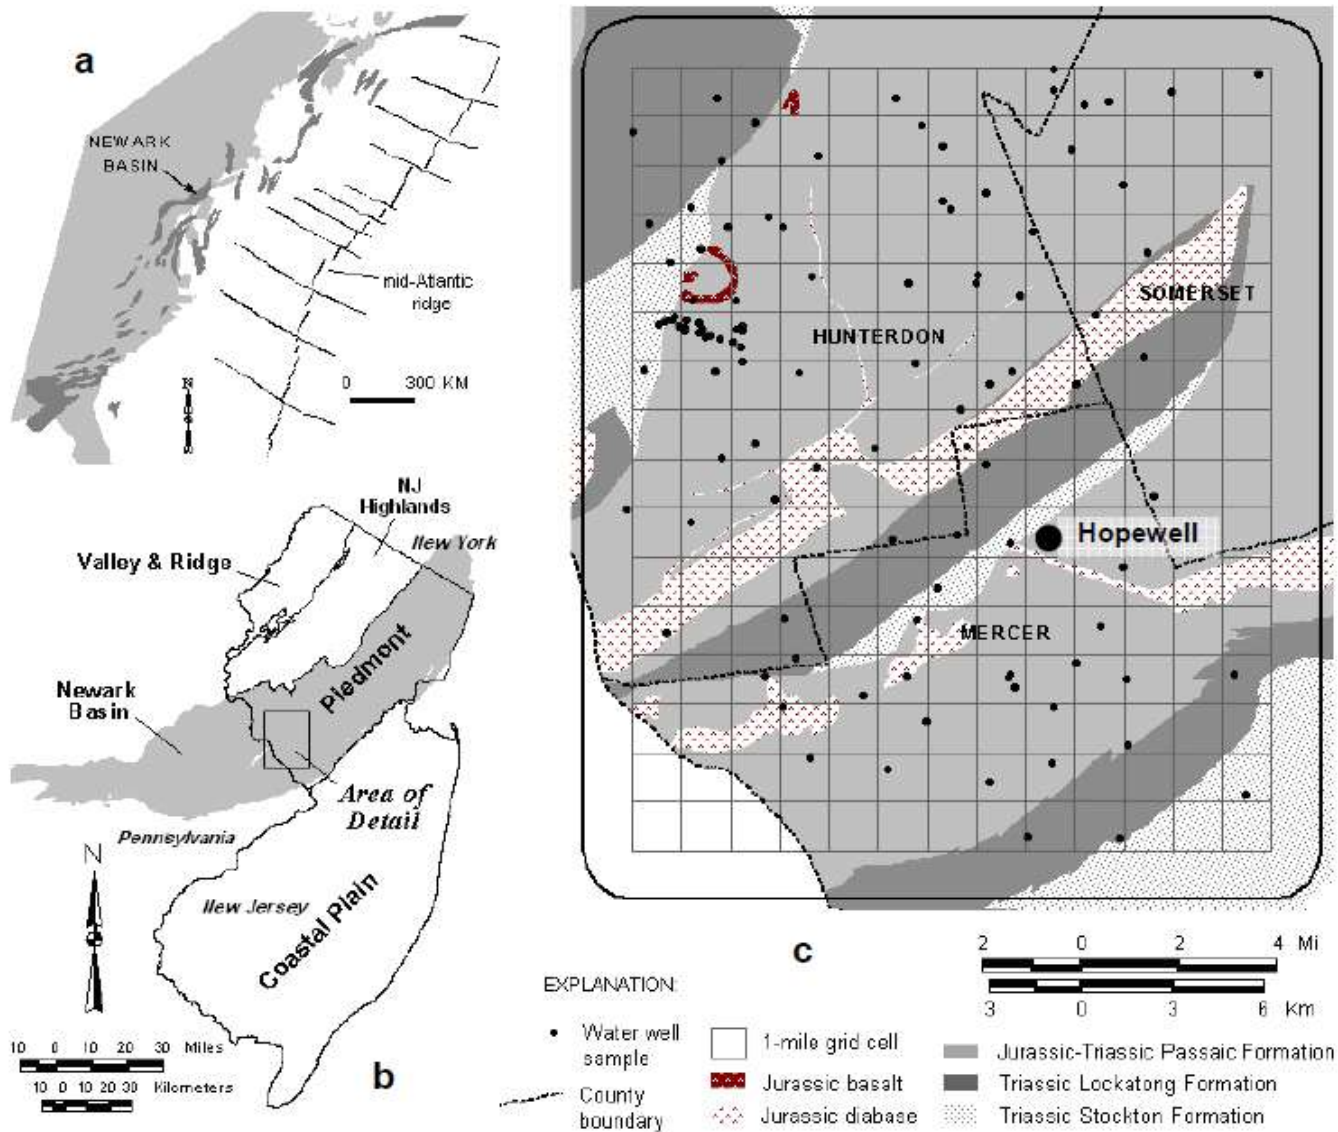 a
NEWARK
BASIN
mid-Atlantic
ridge
0 300 KM
N
S
NJ
Highlands
New York
Valley & Ridge
Piedmont
Newark
Basin
Area of
Detail
Pennsylvania
N
New Jersey
Coastal Plain
10 0 10 20 30 Miles
10 0 10 20 30 Kilometers
b
HUNTERDON
SOMERSET
Hopewell
MERCER
c
2 0 2 4 Mi
3 0 3 6 Km
EXPLANATION:
Water well
sample
County
boundary
1-mile grid cell
Jurassic basalt
Jurassic diabase
Jurassic-Triassic Passaic Formation
Triassic Lockatong Formation
Triassic Stockton Formation